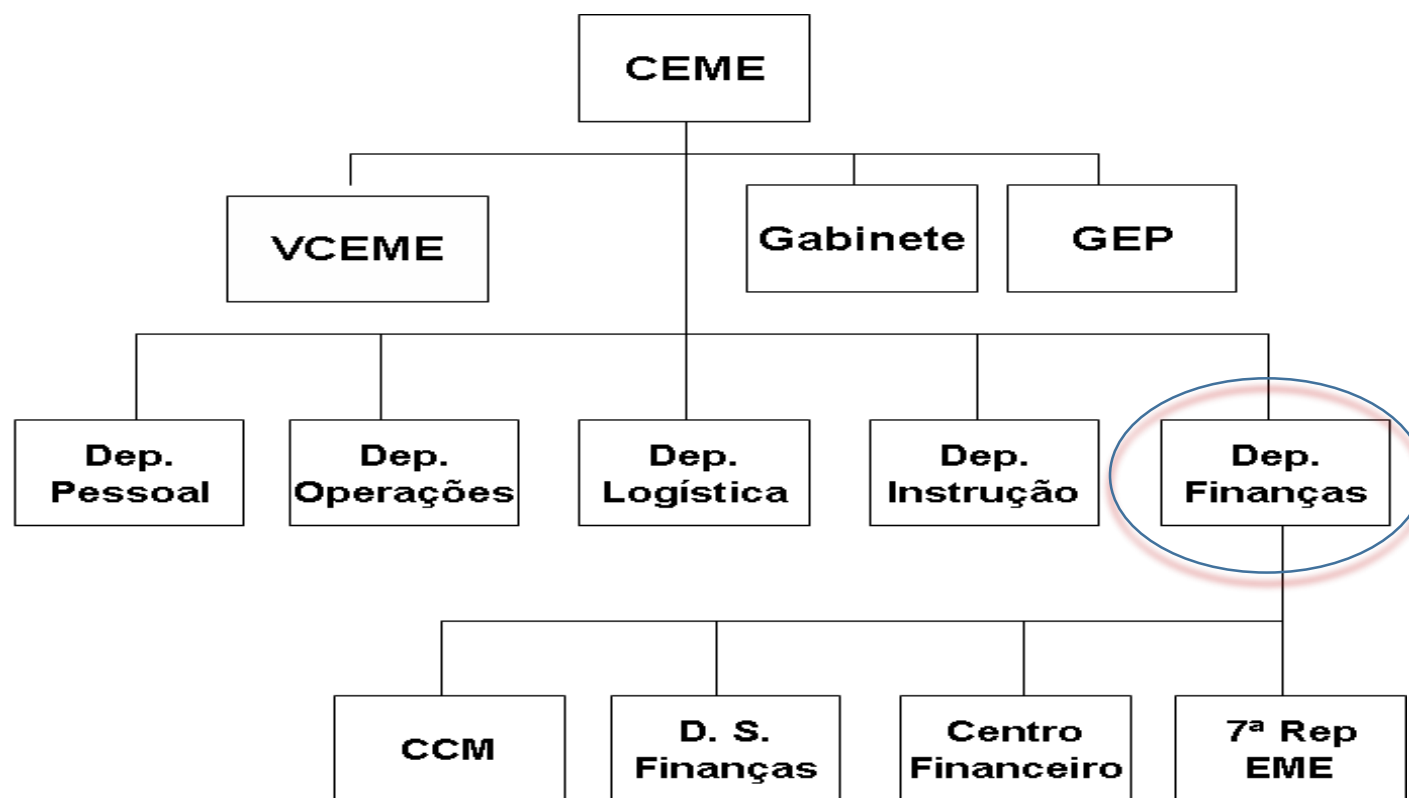 CEME
VCEME
Gabinete
GEP
Dep.
Pessoal
Dep.
Operações
Dep.
Logística
Dep.
Instrução
Dep.
Finanças
CCM
D. S.
Finanças
Centro
Financeiro
7ª Rep
EME